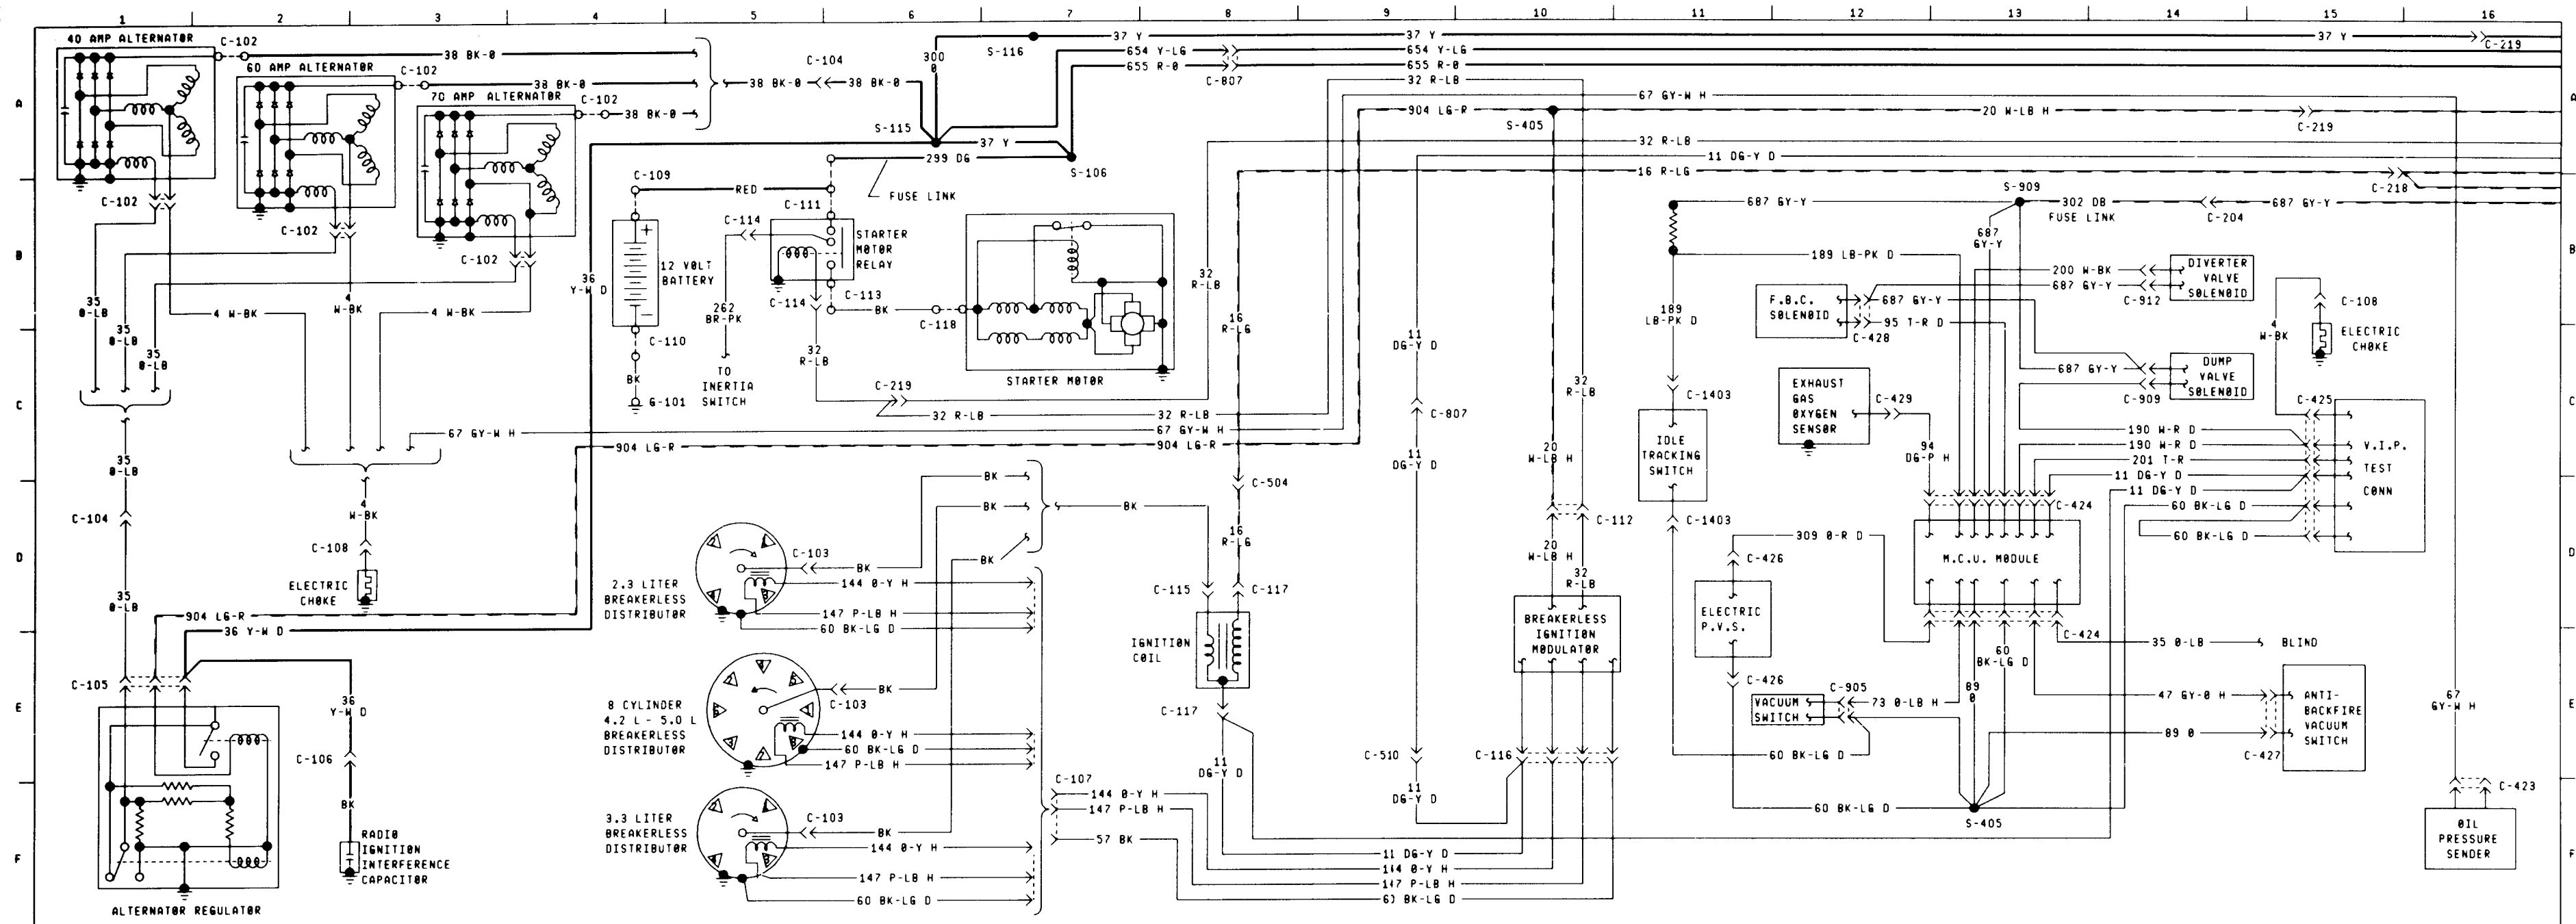 1 2 3 4 5 6 7 8 9 10 11 12 13 14 15 16
A
B
C
D
E
F
A
B
C
D
E
F
40 AMP ALTERNATOR
C-102
38 BK-O
60 AMP ALTERNATOR
C-102
38 BK-O
70 AMP ALTERNATOR
C-102
38 BK-O
38 BK-O
C-104
38 BK-O
300
O
S-116
37 Y
37 Y
37 Y
C-219
654 Y-LG
654 Y-LG
655 R-O
655 R-O
C-807
32 R-LB
67 GY-W H
904 LG-R
S-405
20 W-LB H
C-219
S-115
37 Y
299 DG
S-106
FUSE LINK
32 R-LB
11 DG-Y D
16 R-LG
C-218
S-909
687 GY-Y
302 DB
FUSE LINK
C-204
687 GY-Y
687
GY-Y
C-102
C-102
C-102
C-109
RED
C-111
C-114
STARTER
MOTOR
RELAY
12 VOLT
BATTERY
C-114
C-113
BK
C-118
STARTER MOTOR
36
Y-W D
262
BR-PK
TO
INERTIA
SWITCH
32
R-LB
C-110
BK
G-101
C-219
32 R-LB
32 R-LB
32
R-LB
16
R-LG
11
DG-Y D
C-807
35
O-LB
35
O-LB
35
O-LB
4 W-BK
4
W-BK
4 W-BK
67 GY-W H
67 GY-W H
904 LG-R
904 LG-R
189 LB-PK D
189
LB-PK D
200 W-BK
687 GY-Y
C-912
DIVERTER
VALVE
SOLENOID
F.B.C.
SOLENOID
687 GY-Y
95 T-R D
C-428
C-108
ELECTRIC
CHOKE
4
W-BK
687 GY-Y
C-909
DUMP
VALVE
SOLENOID
EXHAUST
GAS
OXYGEN
SENSOR
C-429
94
DG-P H
C-425
190 W-R D
190 W-R D
201 T-R
11 DG-Y D
11 DG-Y D
60 BK-LG D
60 BK-LG D
V.I.P.
TEST
CONN
C-1403
IDLE
TRACKING
SWITCH
C-1403
32
R-LB
20
W-LB H
11
DG-Y D
35
O-LB
C-104
35
O-LB
4
W-BK
C-108
ELECTRIC
CHOKE
BK
BK
BK
BK
C-504
16
R-LG
C-112
20
W-LB H
32
R-LB
C-424
M.C.U. MODULE
C-424
309 O-R D
C-426
ELECTRIC
P.V.S.
C-426
2.3 LITER
BREAKERLESS
DISTRIBUTOR
C-103
BK
144 O-Y H
147 P-LB H
60 BK-LG D
C-115
C-117
IGNITION
COIL
C-117
BREAKERLESS
IGNITION
MODULATOR
904 LG-R
36 Y-W D
C-105
36
Y-W D
C-106
BK
RADIO
IGNITION
INTERFERENCE
CAPACITOR
ALTERNATOR REGULATOR
8 CYLINDER
4.2 L - 5.0 L
BREAKERLESS
DISTRIBUTOR
C-103
BK
144 O-Y H
60 BK-LG D
147 P-LB H
35 O-LB
BLIND
60
BK-LG D
89
O
VACUUM
SWITCH
C-905
73 O-LB H
47 GY-O H
89 O
C-427
ANTI-
BACKFIRE
VACUUM
SWITCH
67
GY-W H
60 BK-LG D
11
DG-Y D
C-510
C-116
11
DG-Y D
60 BK-LG D
S-405
C-423
OIL
PRESSURE
SENDER
3.3 LITER
BREAKERLESS
DISTRIBUTOR
C-103
BK
144 O-Y H
147 P-LB H
60 BK-LG D
C-107
144 O-Y H
147 P-LB H
57 BK
11 DG-Y D
144 O-Y H
147 P-LB H
BK-LG D